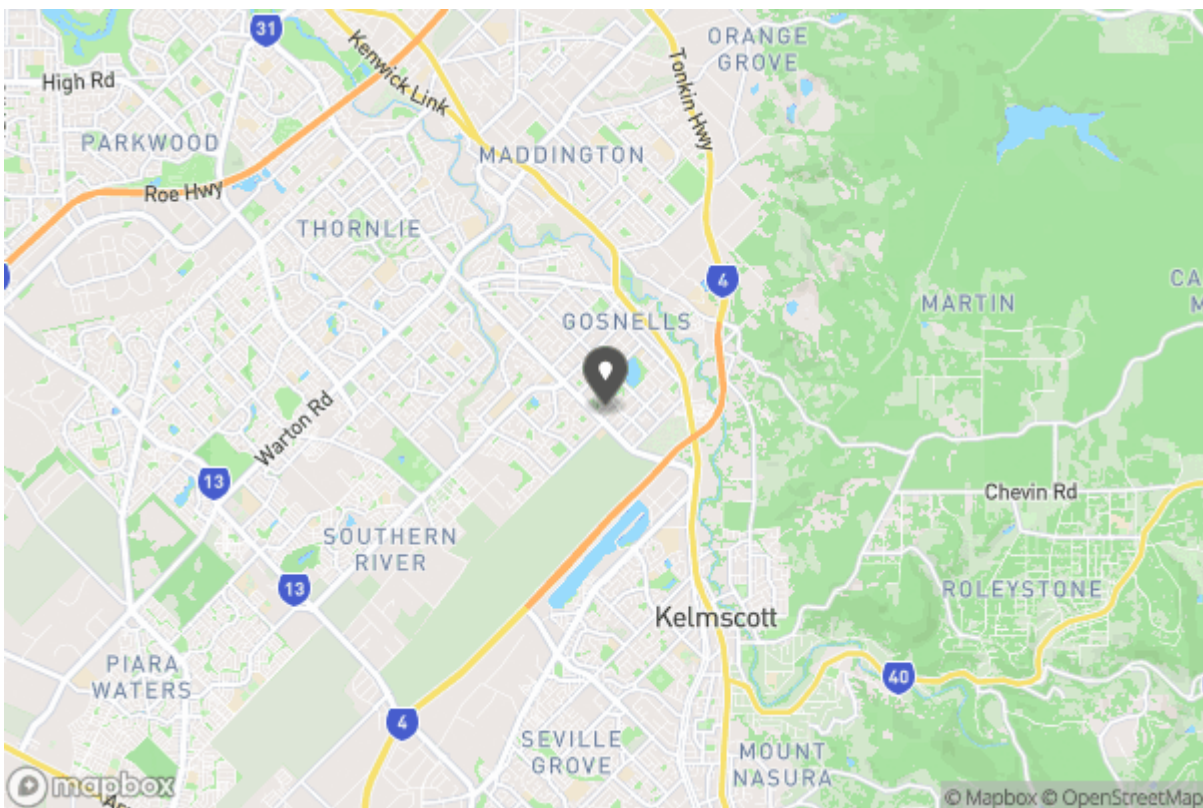 31
Kenwick Link
ORANGE
GROVE
High Rd
Tonkin Hwy
PARKWOOD
MADDINGTON
Roe Hwy
THORNLIE
4
MARTIN
GOSNELLS
Warton Rd
13
Chevin Rd
SOUTHERN
RIVER
13
ROLEYSTONE
Kelmscott
PIARA
WATERS
40
4
SEVILLE
GROVE
MOUNT
NASURA
mapbox
© Mapbox © OpenStreetMap